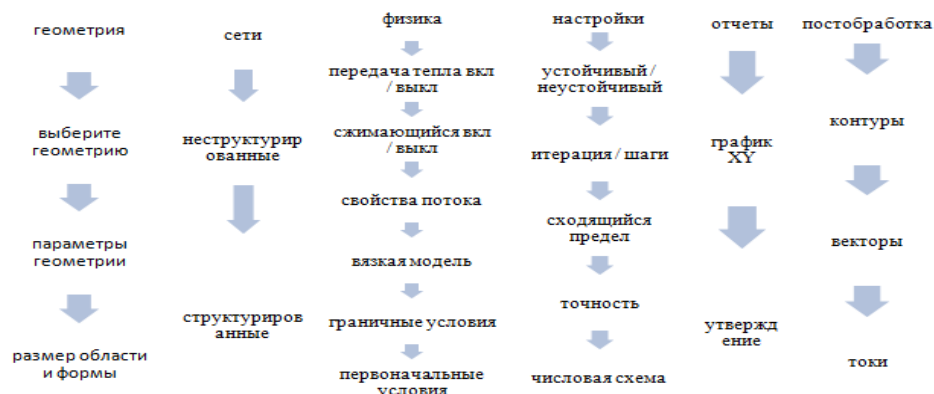 геометрия
выберите
геометрию
параметры
геометрии
размер области
и формы
сети
неструктурир
ованные
структуриров
анные
физика
передача тепла вкл
/ выкл
сжимающийся вкл
/ выкл
свойства потока
вязкая модель
граничные условия
первоначальные
условия
настройки
устойчивый /
неустойчивый
итерация / шаги
сходящийся
предел
точность
числовая схема
отчеты
график
XY
утвержд
ение
постобработка
контуры
векторы
токи